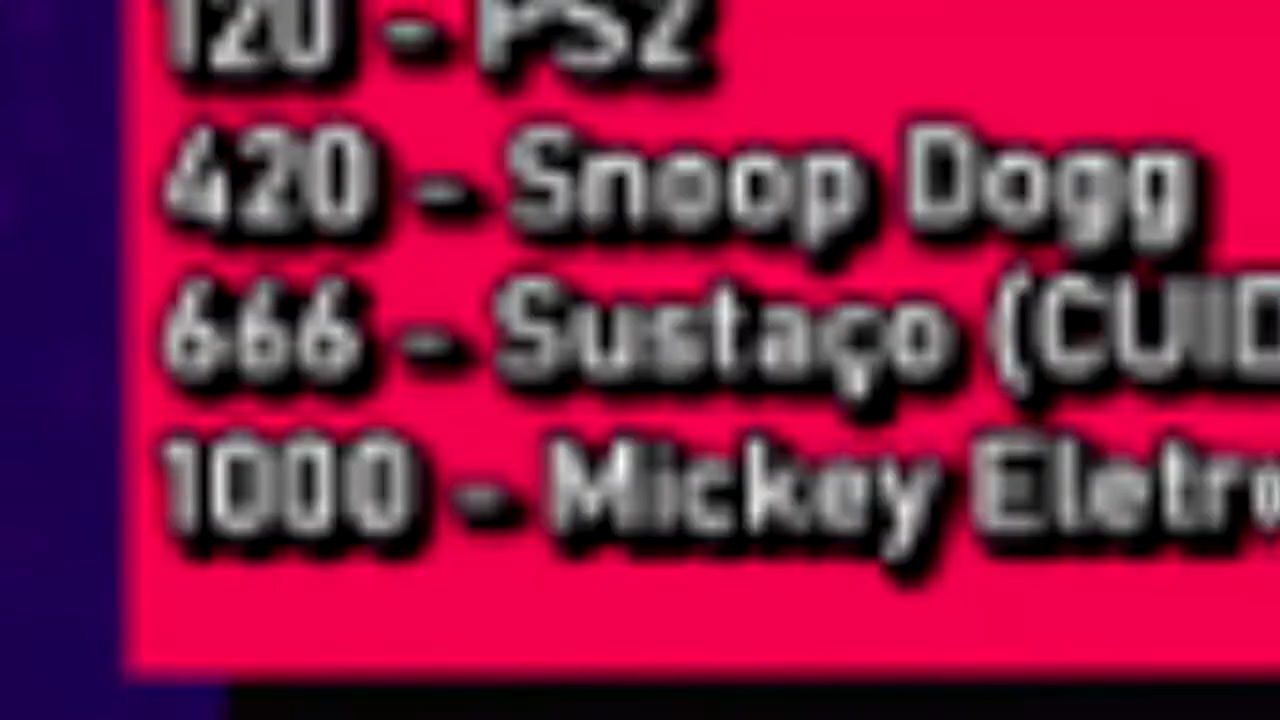 120 - PS2
420 - Snoop Dogg
666 - Sustaço (CUID
1000 - Mickey Eletr